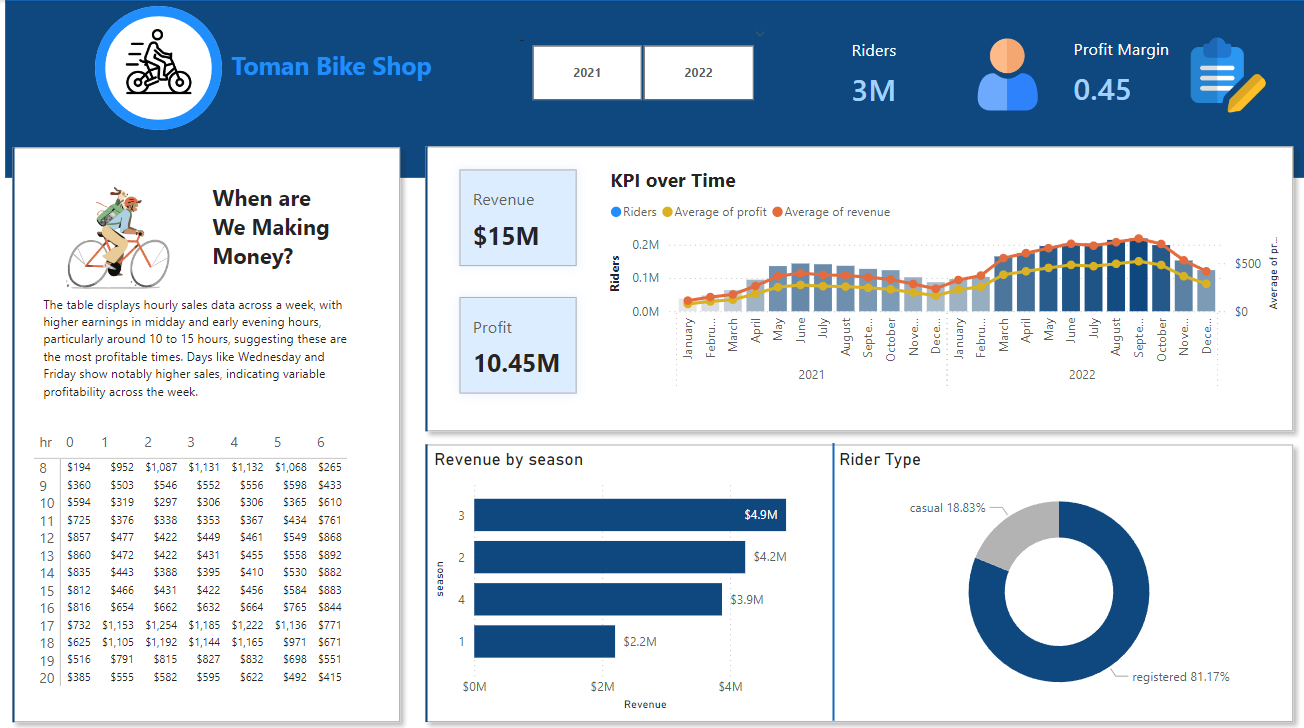 Toman Bike Shop
2021
2022
Riders
3M
Profit Margin
0.45
When are
We Making
Money?
The table displays hourly sales data across a week, with
higher earnings in midday and early evening hours,
particularly around 10 to 15 hours, suggesting these are
the most profitable times. Days like Wednesday and
Friday show notably higher sales, indicating variable
profitability across the week.
hr 0 1 2 3 4 5 6
8 $194 $952 $1,087 $1,131 $1,132 $1,068 $265
9 $360 $503 $546 $552 $556 $598 $433
10 $594 $319 $297 $306 $306 $365 $610
11 $725 $376 $338 $353 $367 $434 $761
12 $857 $477 $422 $449 $461 $549 $868
13 $860 $472 $422 $431 $455 $558 $892
14 $835 $443 $388 $395 $410 $530 $882
15 $812 $466 $431 $422 $456 $584 $883
16 $816 $654 $662 $632 $664 $765 $844
17 $732 $1,153 $1,254 $1,185 $1,222 $1,136 $771
18 $625 $1,105 $1,192 $1,144 $1,165 $971 $671
19 $516 $791 $815 $827 $832 $698 $551
20 $385 $555 $582 $595 $622 $492 $415
Revenue
$15M
Profit
10.45M
KPI over Time
Riders Average of profit Average of revenue
Riders
0.2M
0.1M
0.0M
$500
$0
Average of pr...
January Febru... March April May June July August Septe... October Nove... Dece... January Febru... March April May June July August Septe... October Nove... Dece...
2021 2022
Revenue by season
season
3 $4.9M
2 $4.2M
4 $3.9M
1 $2.2M
$0M $2M $4M
Revenue
Rider Type
casual 18.83%
registered 81.17%